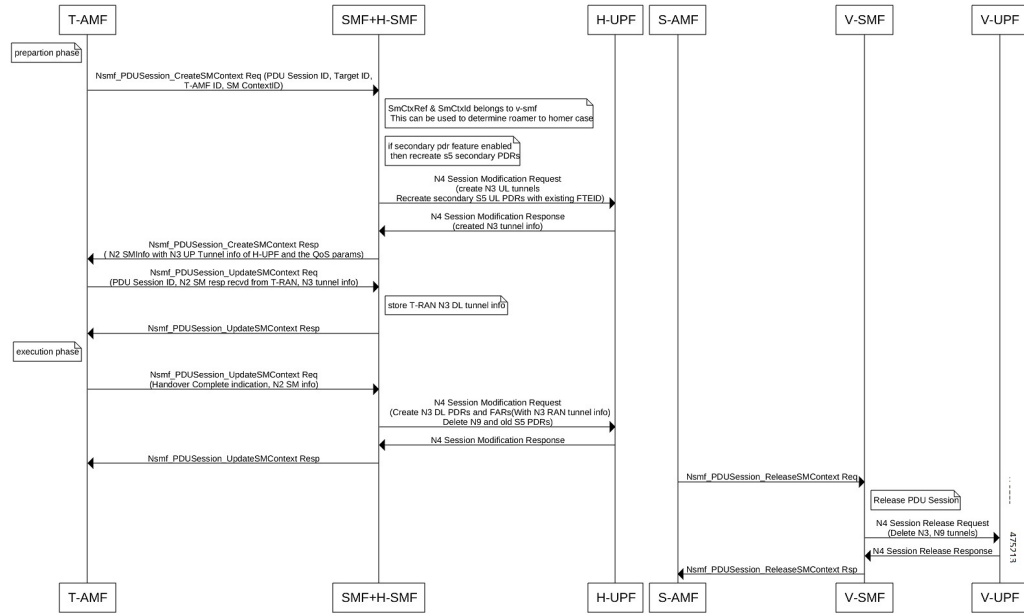 T-AMF
SMF+H-SMF
H-UPF
S-AMF
V-SMF
V-UPF
prepartion phase
Nsmf_PDUSession_CreateSMContext Req (PDU Session ID, Target ID,
T-AMF ID, SM ContextID)
SmCtxRef & SmCtxId belongs to v-smf
This can be used to determine roamer to homer case
if secondary pdr feature enabled
then recreate s5 secondary PDRs
N4 Session Modification Request
(create N3 UL tunnels
Recreate secondary S5 UL PDRs with existing FTEID)
N4 Session Modification Response
(created N3 tunnel info)
Nsmf_PDUSession_CreateSMContext Resp
( N2 SMInfo with N3 UP Tunnel info of H-UPF and the QoS params)
Nsmf_PDUSession_UpdateSMContext Req
(PDU Session ID, N2 SM resp recvd from T-RAN, N3 tunnel info)
store T-RAN N3 DL tunnel info
Nsmf_PDUSession_UpdateSMContext Resp
execution phase
Nsmf_PDUSession_UpdateSMContext Req
(Handover Complete indication, N2 SM info)
N4 Session Modification Request
(Create N3 DL PDRs and FARs(With N3 RAN tunnel info)
Delete N9 and old S5 PDRs)
N4 Session Modification Response
Nsmf_PDUSession_UpdateSMContext Resp
Nsmf_PDUSession_ReleaseSMContext Req
Release PDU Session
N4 Session Release Request
(Delete N3, N9 tunnels)
N4 Session Release Response
Nsmf_PDUSession_ReleaseSMContext Rsp
475213
T-AMF
SMF+H-SMF
H-UPF
S-AMF
V-SMF
V-UPF